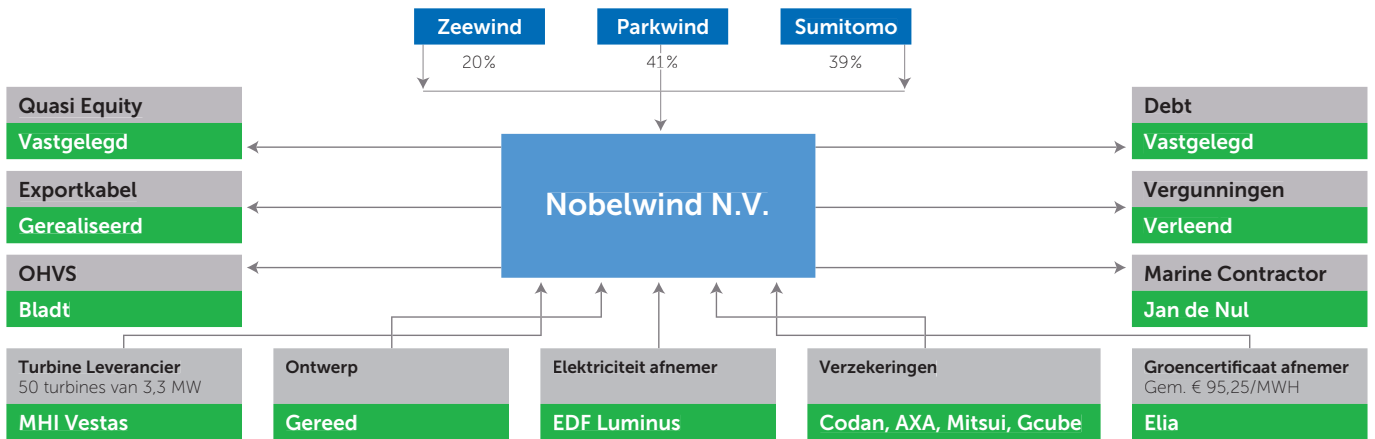 Zeewind
Parkwind
Sumitomo
20%
41%
39%
Quasi Equity
Vastgelegd
Debt
Vastgelegd
Exportkabel
Gerealiseerd
Nobelwind N.V.
Vergunningen
Verleend
OHVS
Bladt
Marine Contractor
Jan de Nul
Turbine Leverancier
50 turbines van 3,3 MW
MHI Vestas
Ontwerp
Gereed
Elektriciteit afnemer
EDF Luminus
Verzekeringen
Codan, AXA, Mitsui, Gcube
Groencertificaat afnemer
Gem. € 95,25/MWH
Elia